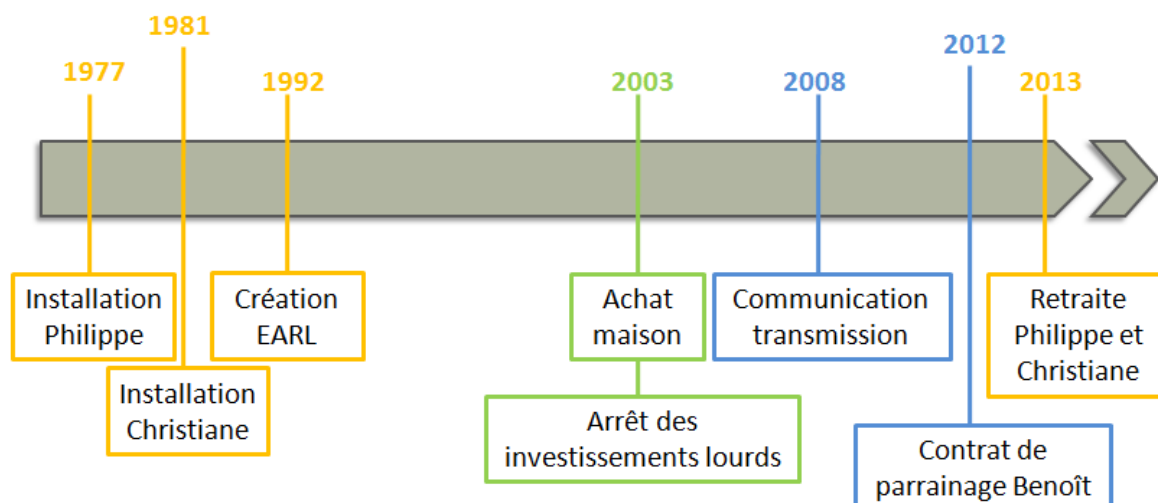 1977
1981
1992
2003
2008
2012
2013
Installation
Philippe
Installation
Christiane
Création
EARL
Achat
maison
Arrêt des
investissements lourds
Communication
transmission
Contrat de
parrainage Benoît
Retraite
Philippe et
Christiane